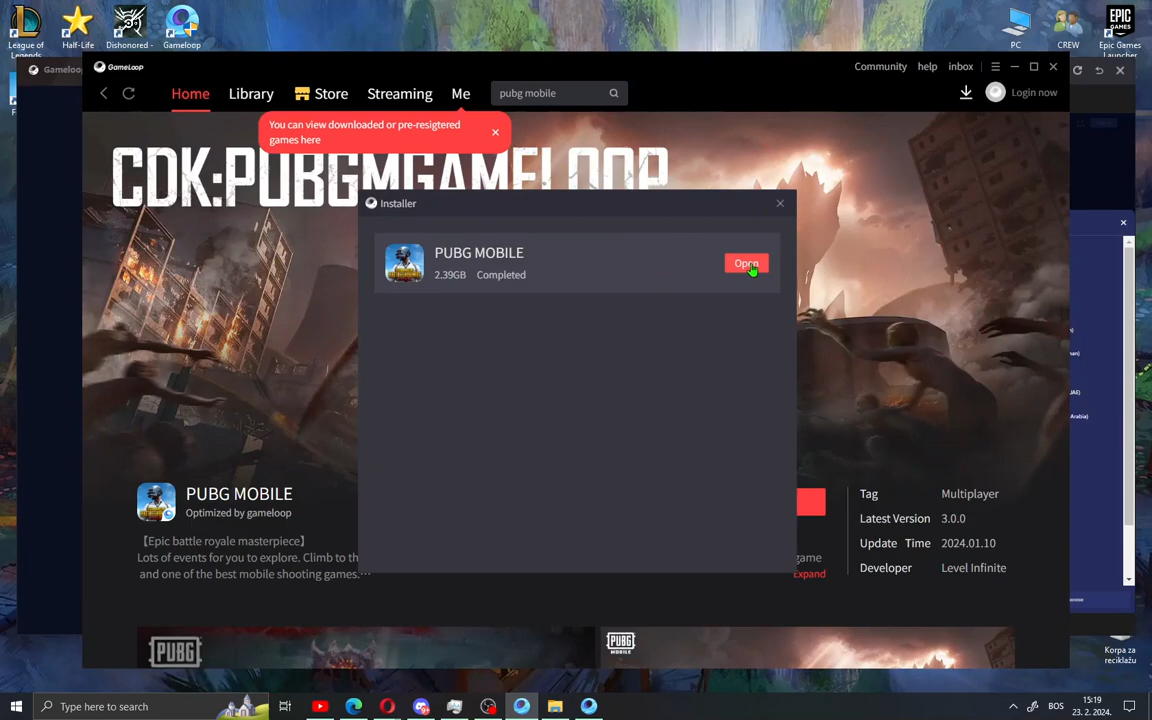 League of
Legends
Half-Life
Dishonored -
Gameloop
PC
CREW
EPIC
GAMES
Epic Games
Launcher
Gameloop
GameLoop
Community
help
inbox
Home
Library
Store
Streaming
Me
pubg mobile
Login now
You can view downloaded or pre-resigtered
games here
CDK:PUBGMGAMELOOP
Installer
PUBG MOBILE
2.39GB Completed
Open
PUBG MOBILE
Optimized by gameloop
【Epic battle royale masterpiece】
Lots of events for you to explore. Climb to th
game
and one of the best mobile shooting games.…
Expand
Tag Multiplayer
Latest Version 3.0.0
Update Time 2024.01.10
Developer Level Infinite
PUBG
PUBG
MOBILE
Korpa za
reciklažu
Type here to search
BOS
15:19
23. 2. 2024.